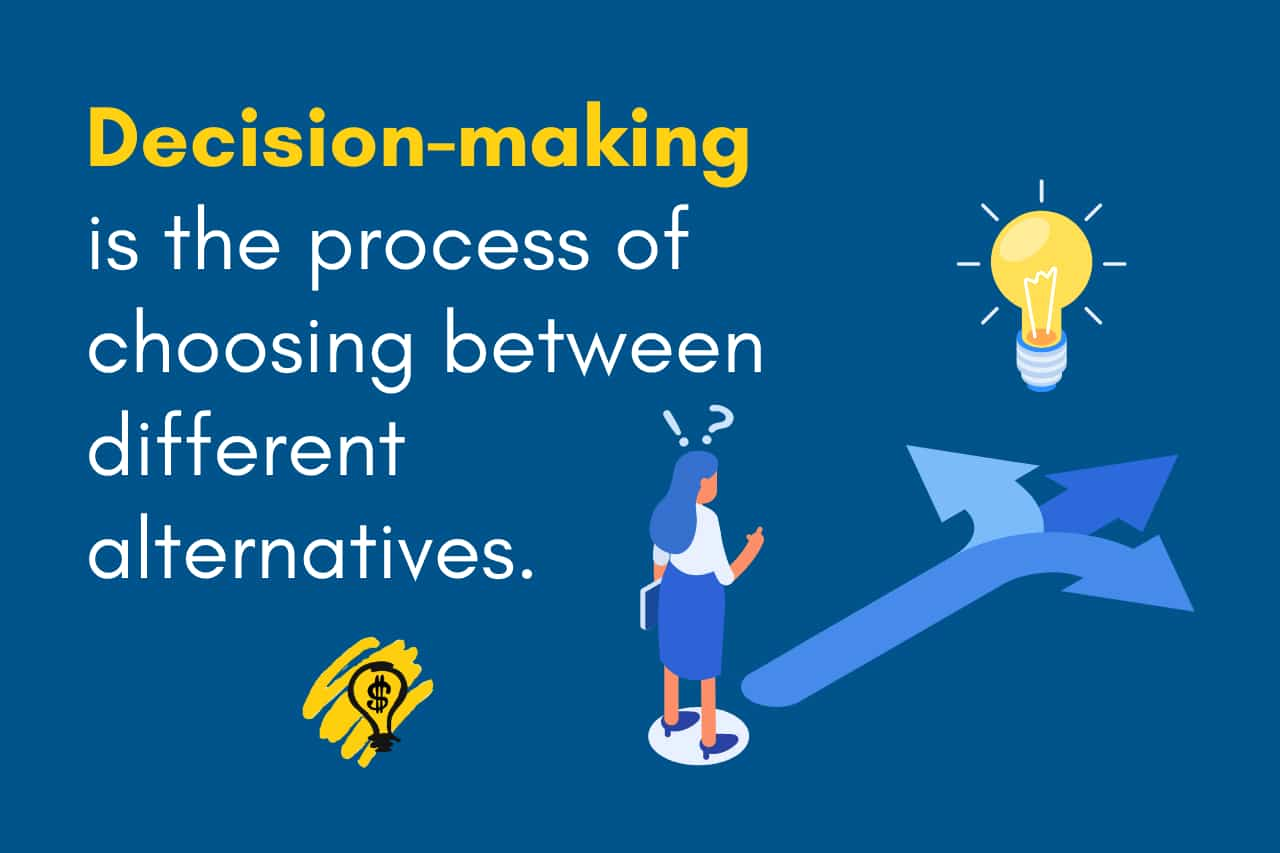 Decision-making
is the process of
choosing between
different
alternatives.
! ?
$